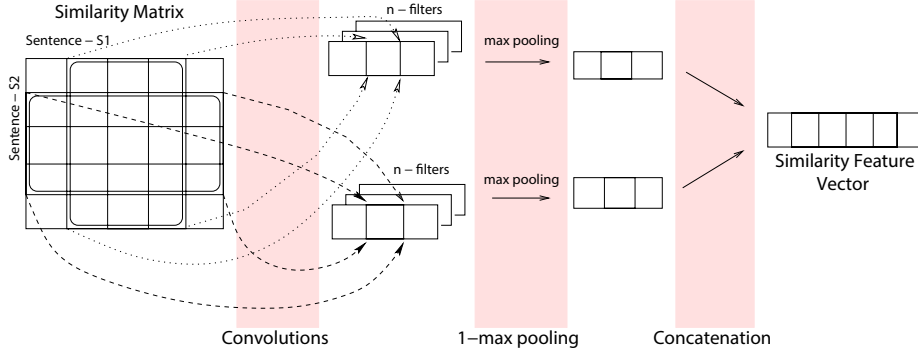 Similarity Matrix
Sentence – S1
Sentence – S2
n – filters
max pooling
n – filters
max pooling
Similarity Feature
Vector
Convolutions
1–max pooling
Concatenation